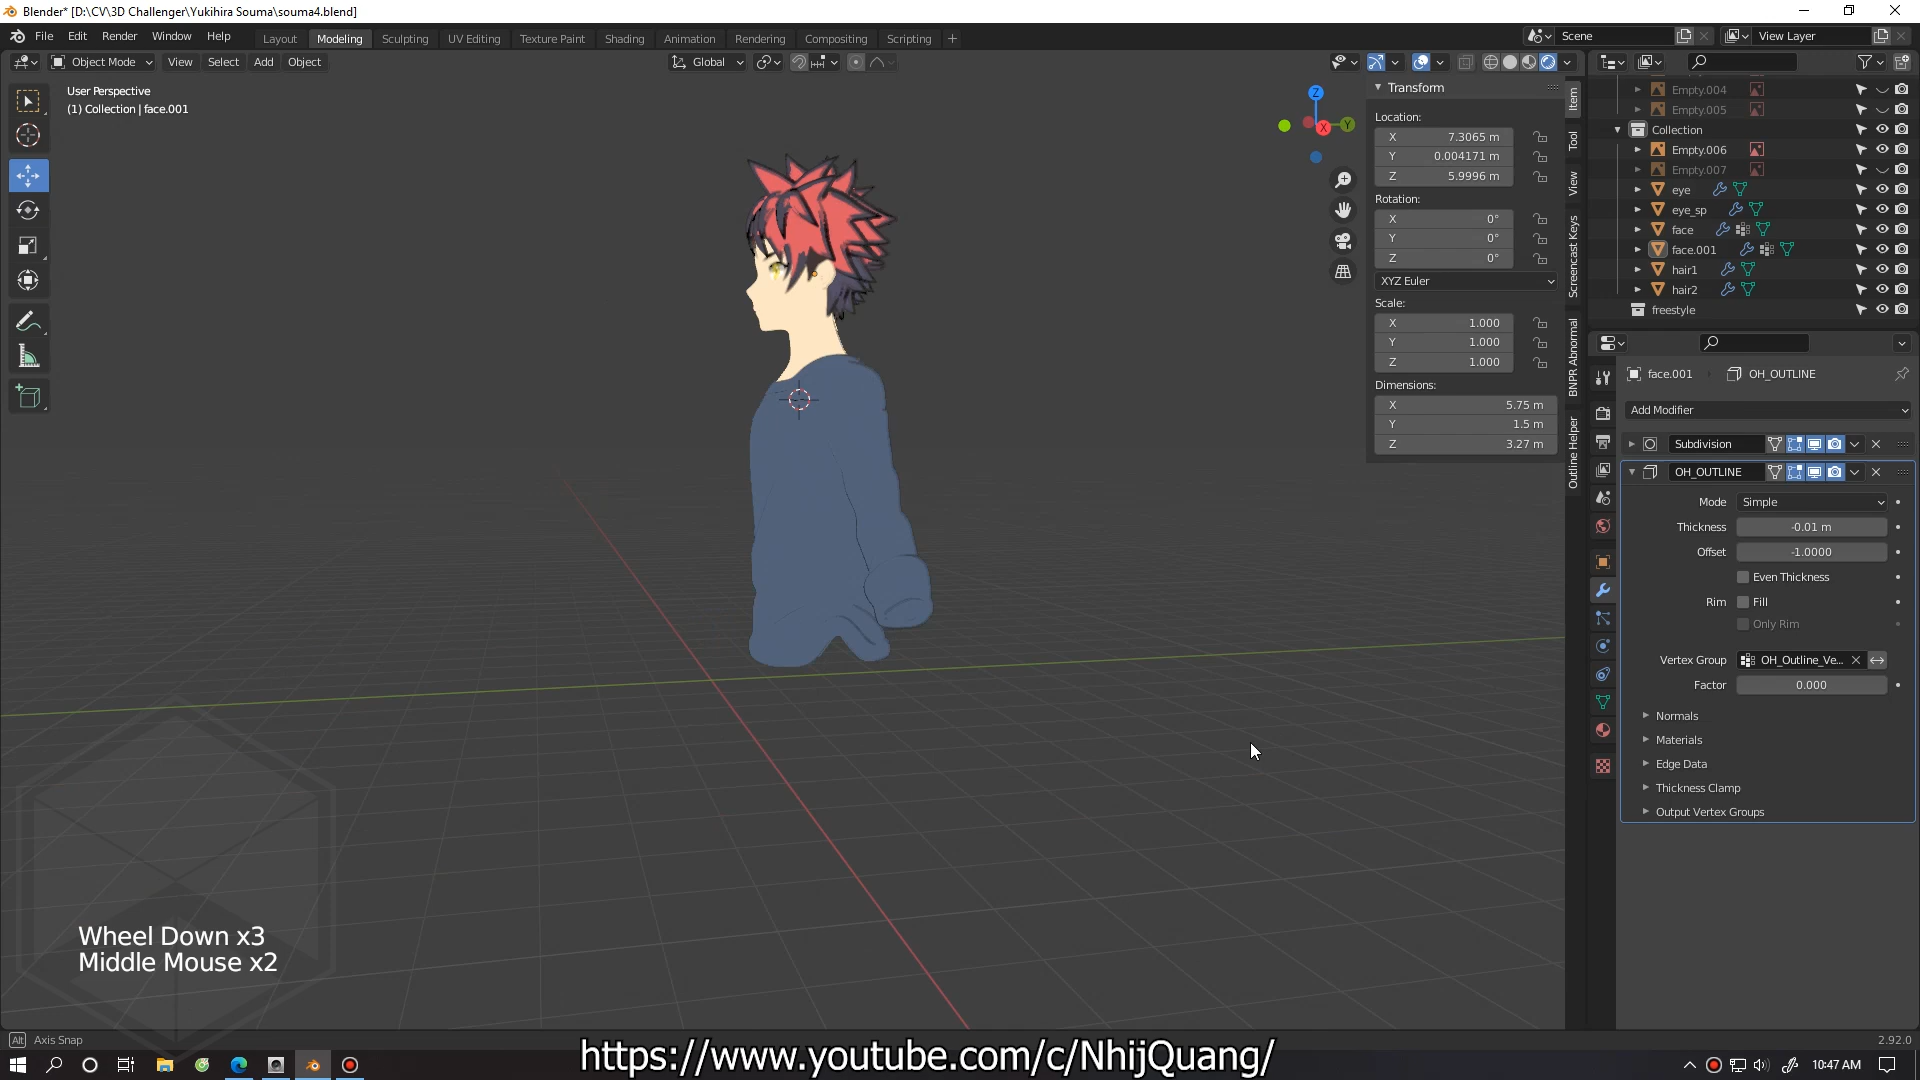 Blender* [D:\CV\3D Challenger\Yukihira Souma\souma4.blend]
File Edit Render Window Help
Layout Modeling Sculpting UV Editing Texture Paint Shading Animation Rendering Compositing Scripting +
Scene
View Layer
Object Mode View Select Add Object
Global
User Perspective
(1) Collection | face.001
Z
X
Y
Transform
Location:
X 7.3065 m
Y 0.004171 m
Z 5.9996 m
Rotation:
X 0°
Y 0°
Z 0°
XYZ Euler
Scale:
X 1.000
Y 1.000
Z 1.000
Dimensions:
X 5.75 m
Y 1.5 m
Z 3.27 m
Item
Tool
View
Screencast Keys
BNPR Abnormal
Outline Helper
Empty.004
Empty.005
Collection
Empty.006
Empty.007
eye
eye_sp
face
face.001
hair1
hair2
freestyle
face.001 OH_OUTLINE
Add Modifier
Subdivision
OH_OUTLINE
Mode Simple
Thickness -0.01 m
Offset -1.0000
Even Thickness
Rim Fill
Only Rim
Vertex Group OH_Outline_Ve...
Factor 0.000
Normals
Materials
Edge Data
Thickness Clamp
Output Vertex Groups
Wheel Down x3
Middle Mouse x2
Alt Axis Snap
2.92.0
https://www.youtube.com/c/NhijQuang/
10:47 AM